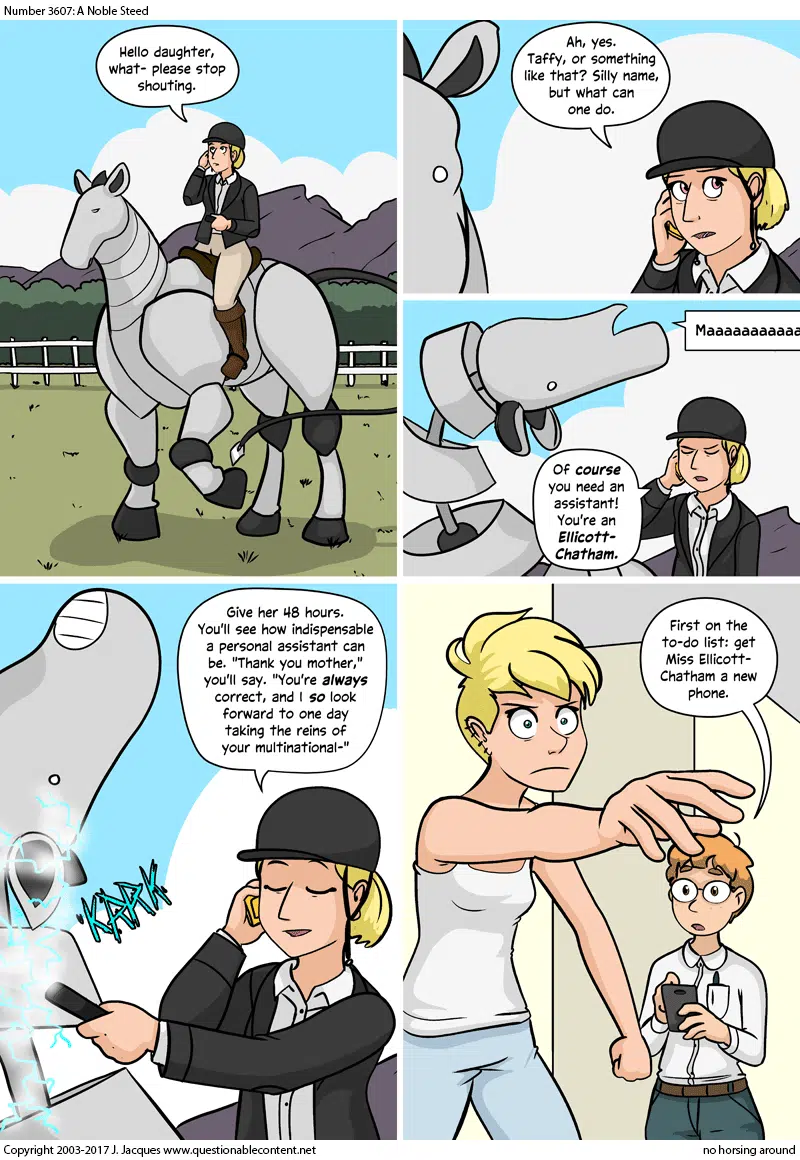 Number 3607: A Noble Steed
Hello daughter,
what- please stop
shouting.
Ah, yes.
Taffy, or something
like that? Silly name,
but what can
one do.
Maaaaaaaaaaa
Of course
you need an
assistant!
You're an
Ellicott-
Chatham.
Give her 48 hours.
You'll see how indispensable
a personal assistant can
be. "Thank you mother,"
you'll say. "You're always
correct, and I so look
forward to one day
taking the reins of
your multinational-"
KARK
First on the
to-do list: get
Miss Ellicott-
Chatham a new
phone.
Copyright 2003-2017 J. Jacques www.questionablecontent.net
no horsing around